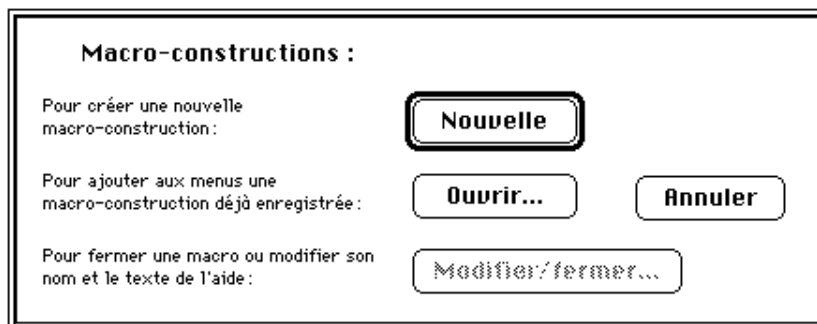 Macro-constructions :
Pour créer une nouvelle
macro-construction :
Nouvelle
Pour ajouter aux menus une
macro-construction déjà enregistrée :
Ouvrir...
Annuler
Pour fermer une macro ou modifier son
nom et le texte de l'aide :
Modifier/fermer...